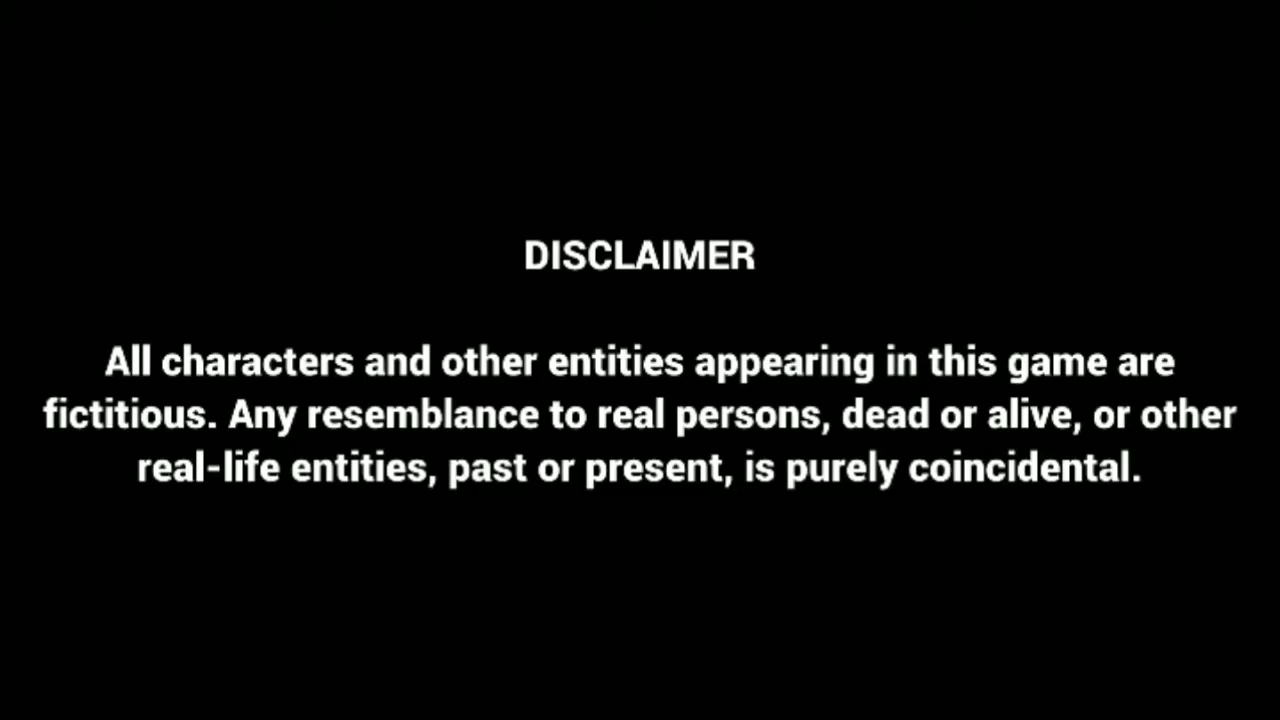 DISCLAIMER
All characters and other entities appearing in this game are
fictitious. Any resemblance to real persons, dead or alive, or other
real-life entities, past or present, is purely coincidental.